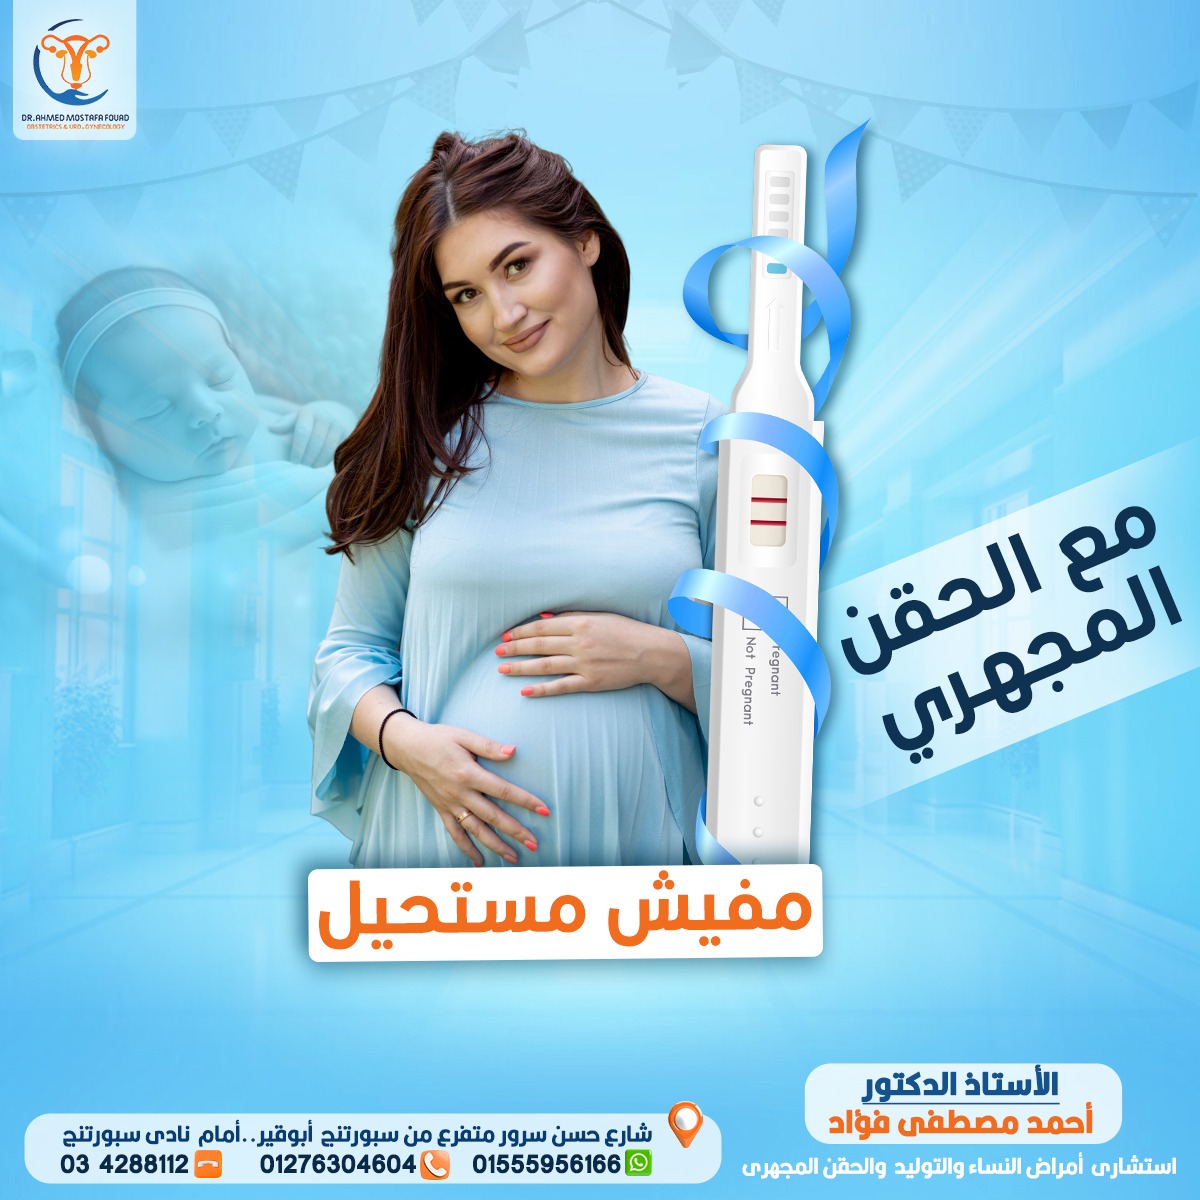 DR.AHMED MOSTAFA FOUAD
OBSTETRICS & URO.GYNECOLOGY
مع الحقن
المجهري
Pregnant
Not Pregnant
مفيش مستحيل
الأستاذ الدكتور
أحمد مصطفى فؤاد
استشارى أمراض النساء والتوليد والحقن المجهرى
شارع حسن سرور متفرع من سبورتنج أبوقير..أمام نادى سبورتنج
01555956166 01276304604 03 4288112